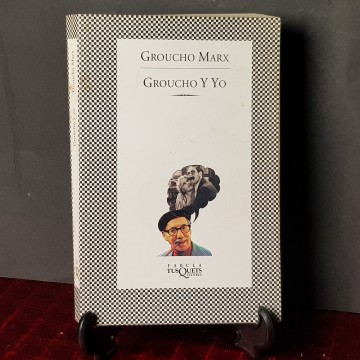 GROUCHO MARX
GROUCHO Y YO
FÁBULA
TUSQUETS
EDITORES